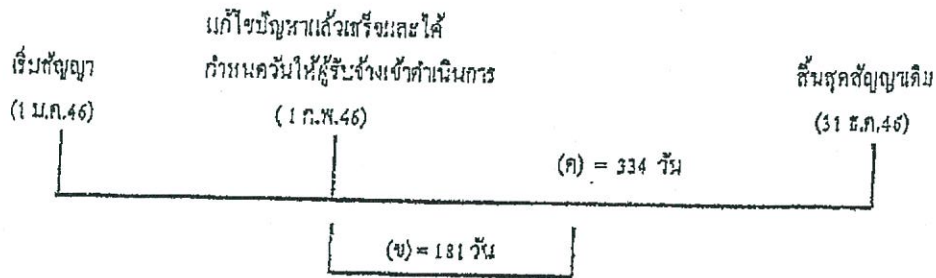 แก้ไขปัญหาแล้วเสร็จและได้
เริ่มสัญญา กำหนดวันให้ผู้รับจ้างเข้าดำเนินการ สิ้นสุดสัญญาเดิม
(1 ม.ค.46) (1 ก.พ.46) (31 ธ.ค.46)
(ค) = 334 วัน
(ข) = 181 วัน